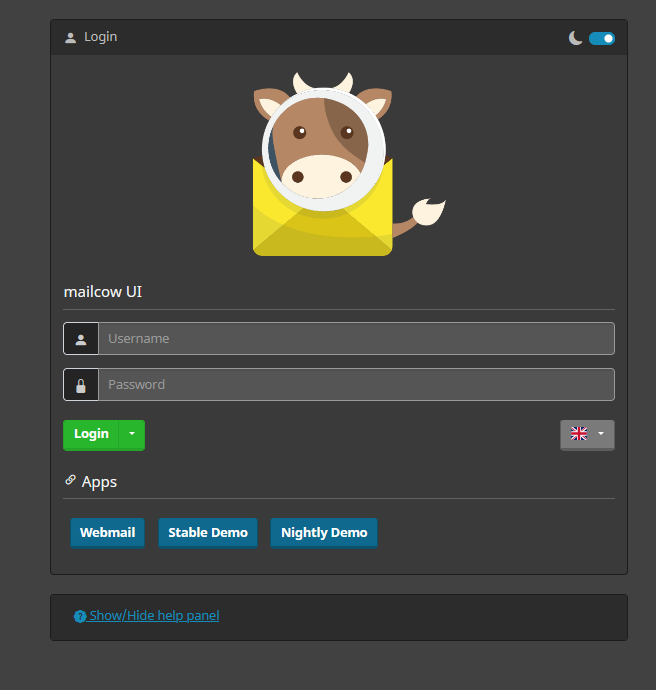 Login
mailcow UI
Username
Password
Login
Apps
Webmail Stable Demo Nightly Demo
? Show/Hide help panel